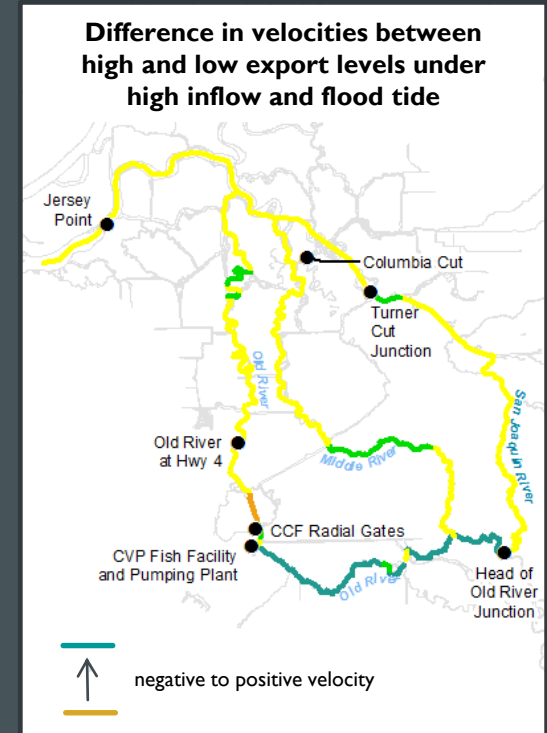 Difference in velocities between
high and low export levels under
high inflow and flood tide
Jersey
Point
Columbia Cut
Turner
Cut
Junction
Old River
San Joaquin River
Old River
at Hwy 4
Middle River
CCF Radial Gates
CVP Fish Facility
and Pumping Plant
Old River
Head of
Old River
Junction
negative to positive velocity